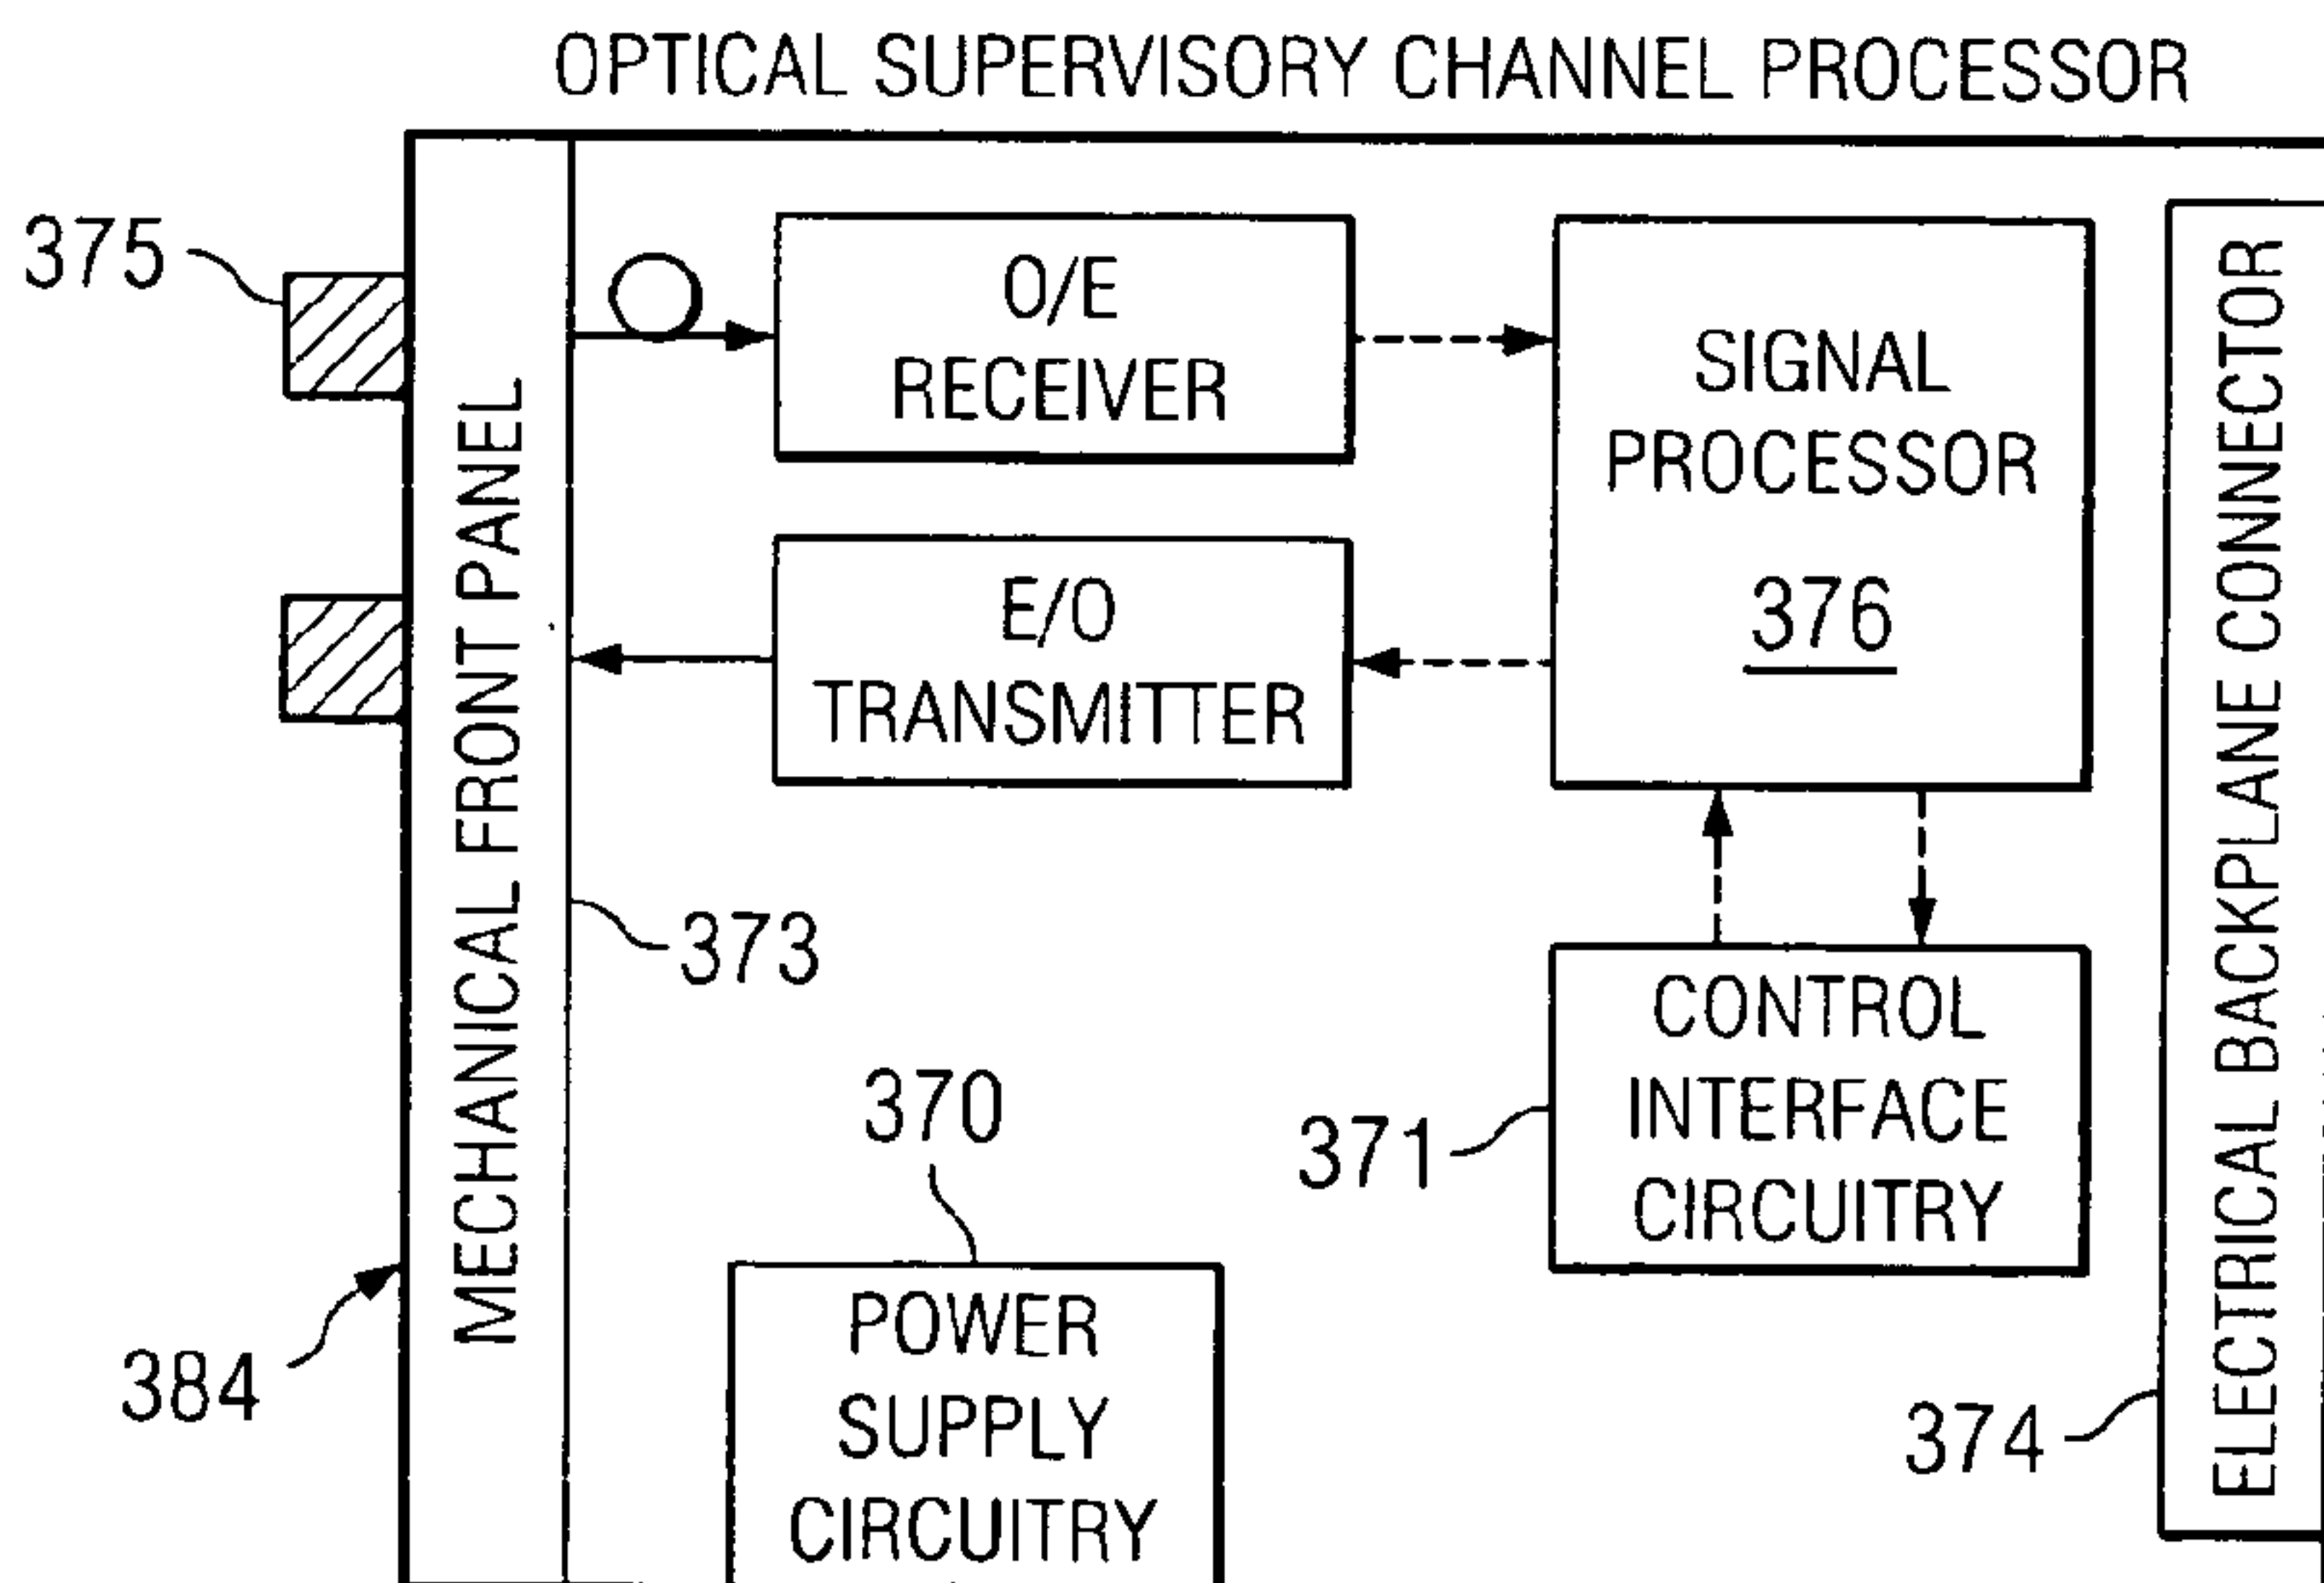 OPTICAL SUPERVISORY CHANNEL PROCESSOR
375
MECHANICAL FRONT PANEL
O/E
RECEIVER
E/O
TRANSMITTER
SIGNAL
PROCESSOR
376
ELECTRICAL BACKPLANE CONNECTOR
373
CONTROL
INTERFACE
CIRCUITRY
371
370
POWER
SUPPLY
CIRCUITRY
384
374